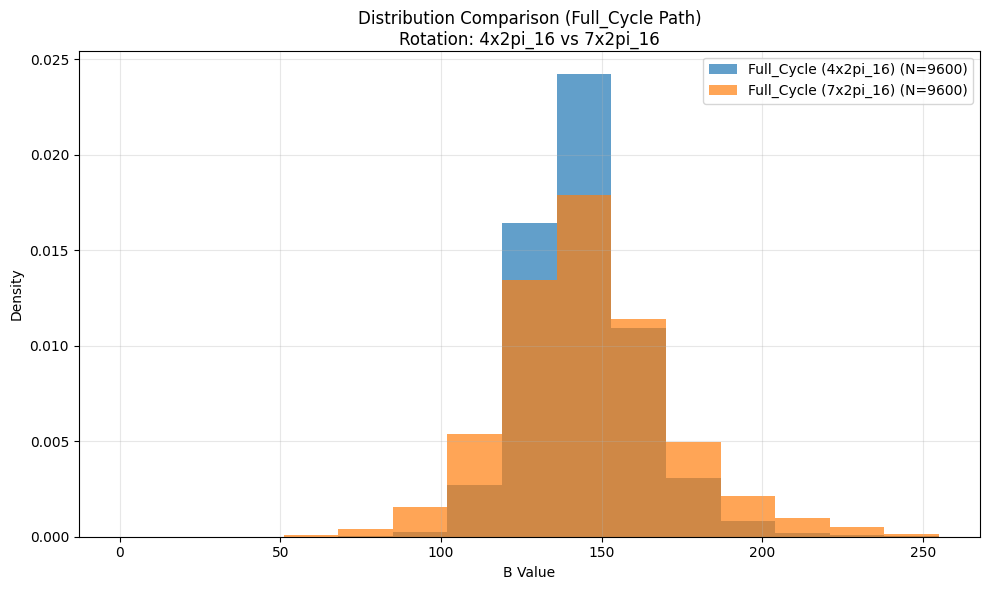 Distribution Comparison (Full_Cycle Path)
Rotation: 4x2pi_16 vs 7x2pi_16
Full_Cycle (4x2pi_16) (N=9600)
Full_Cycle (7x2pi_16) (N=9600)
Density
0.025
0.020
0.015
0.010
0.005
0.000
0 50 100 150 200 250
B Value